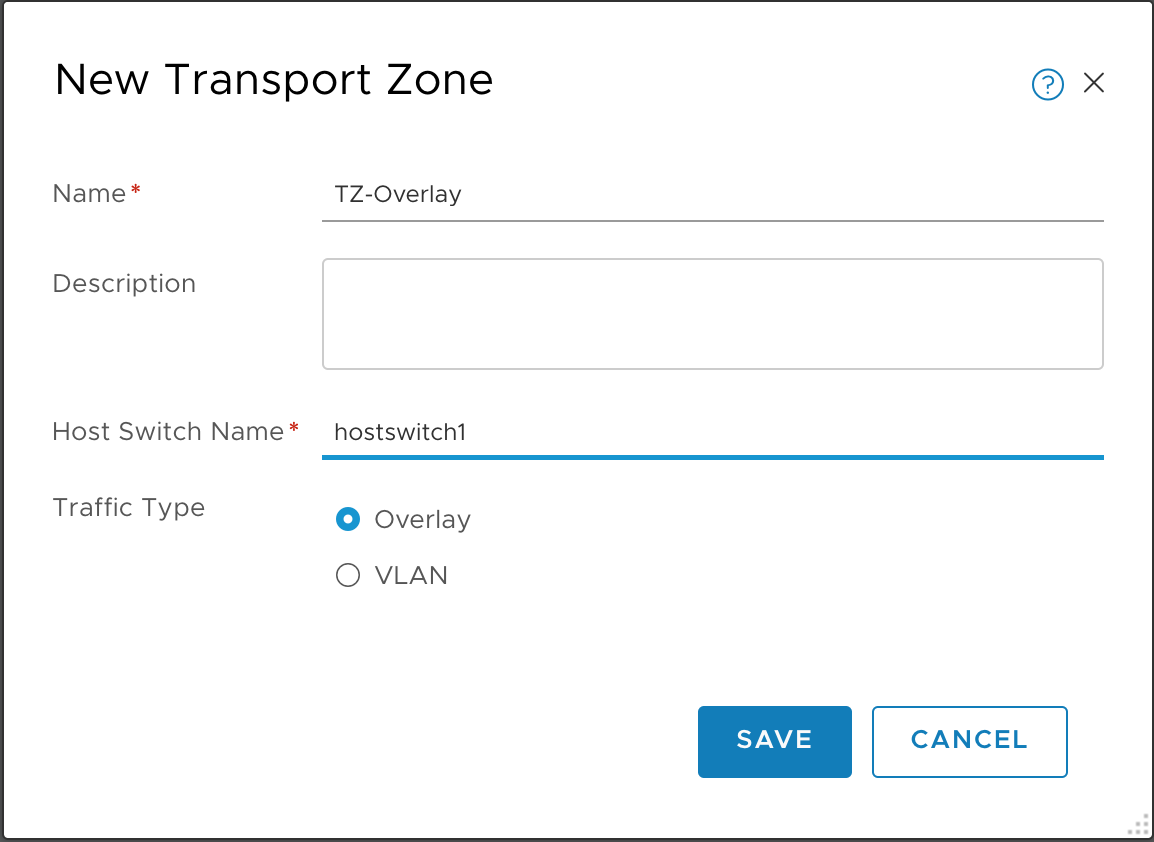 New Transport Zone
?
Name* TZ-Overlay
Description
Host Switch Name* hostswitch1
Traffic Type
Overlay
VLAN
SAVE CANCEL